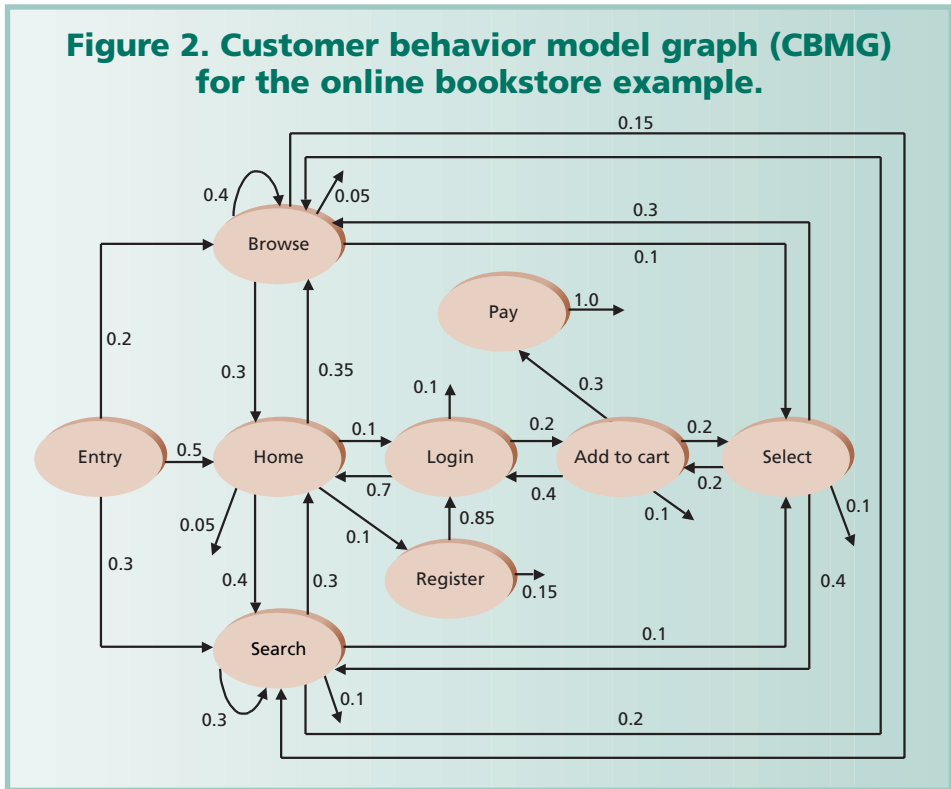 Figure 2. Customer behavior model graph (CBMG)
for the online bookstore example.
0.15
0.4
0.05
0.3
Browse
0.1
Pay
1.0
0.2
0.3
0.35
0.3
0.1
Entry
0.5
Home
0.1
Login
0.2
Add to cart
0.2
Select
0.7
0.4
0.2
0.05
0.1
0.85
0.1
0.1
0.3
0.4
0.3
Register
0.15
0.4
Search
0.1
0.3
0.1
0.2